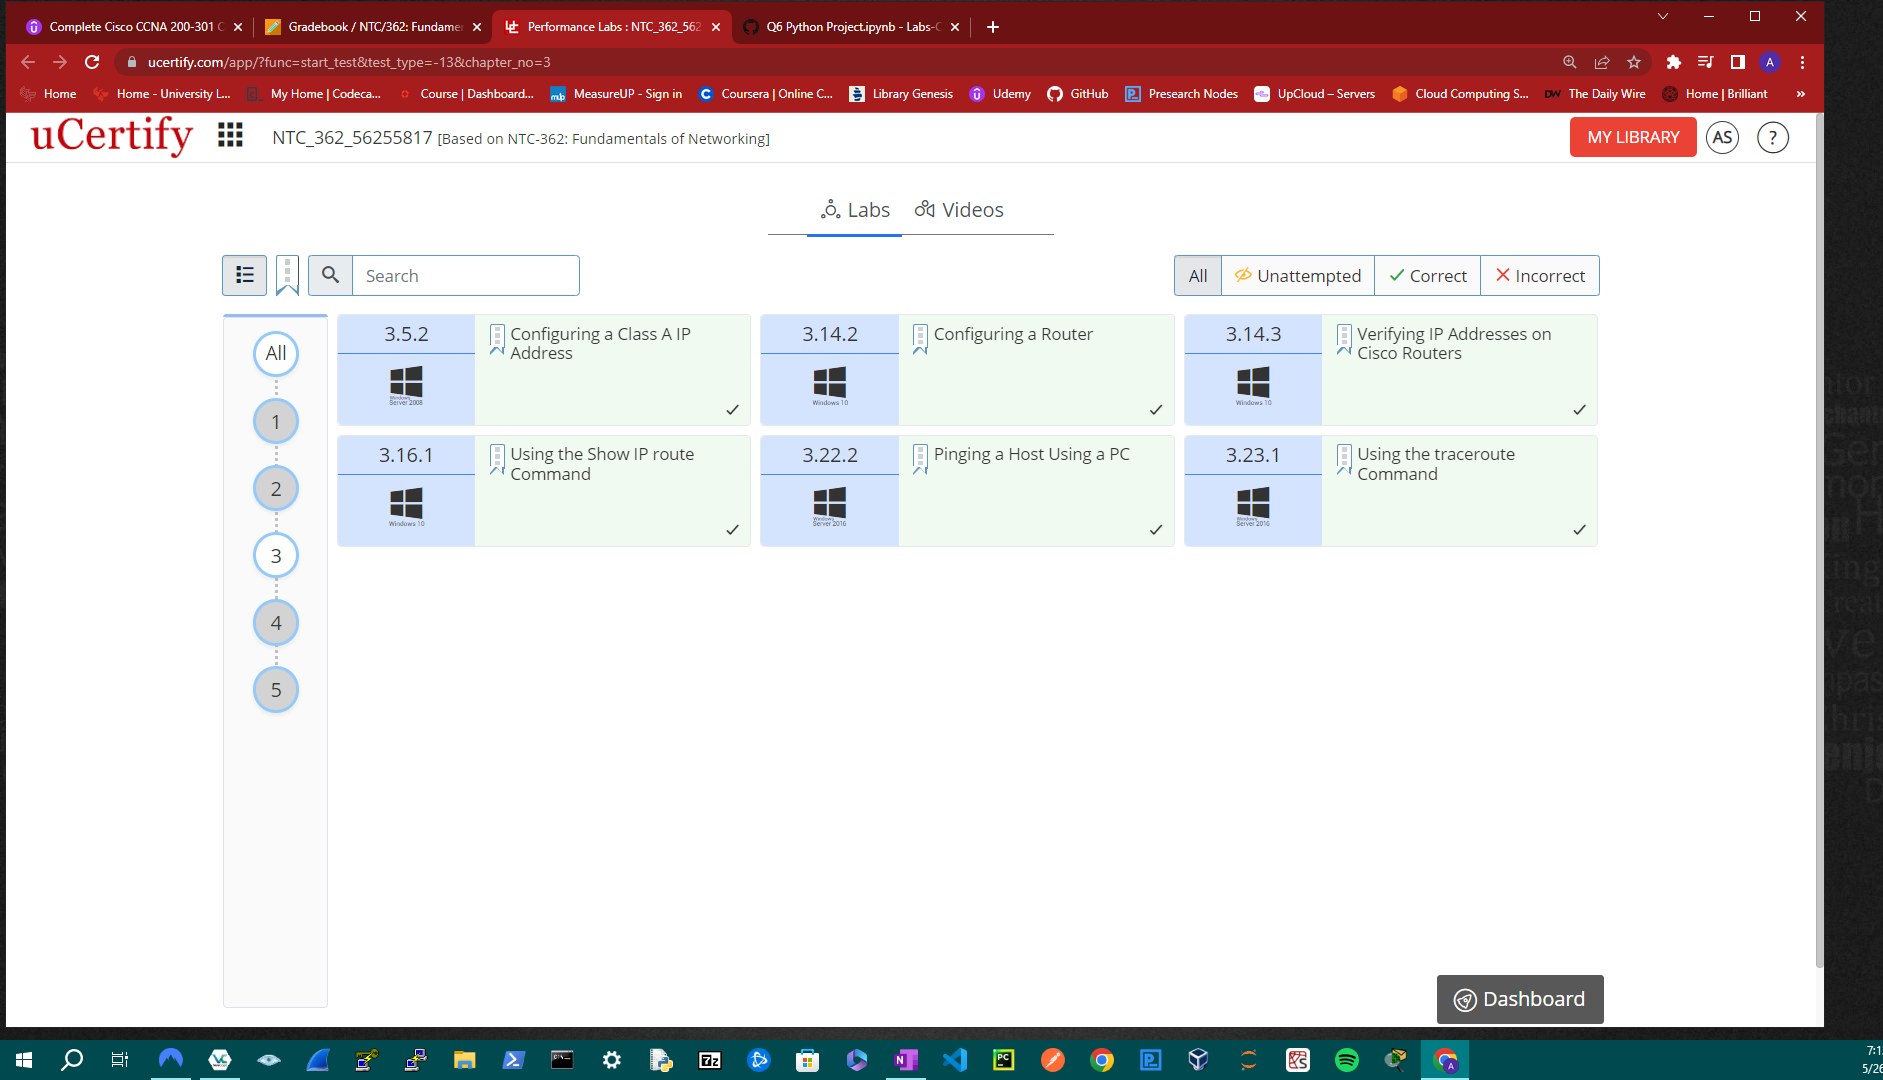 Complete Cisco CCNA 200-301 C
Gradebook / NTC/362: Fundamen
Performance Labs : NTC_362_562
Q6 Python Project.ipynb - Labs-C
ucertify.com/app/?func=start_test&test_type=-13&chapter_no=3
A
Home
Home - University L...
My Home | Codeca...
Course | Dashboard...
MeasureUP - Sign in
Coursera | Online C...
Library Genesis
Udemy
GitHub
Presearch Nodes
UpCloud – Servers
Cloud Computing S...
DW The Daily Wire
Home | Brilliant
»
uCertify
NTC_362_56255817 [Based on NTC-362: Fundamentals of Networking]
MY LIBRARY
AS
?
Labs
Videos
Search
All
Unattempted
Correct
Incorrect
All
1
2
3
4
5
3.5.2
Configuring a Class A IP
Address
Windows
Server 2008
3.14.2
Configuring a Router
Windows 10
3.14.3
Verifying IP Addresses on
Cisco Routers
Windows 10
3.16.1
Using the Show IP route
Command
Windows 10
3.22.2
Pinging a Host Using a PC
Windows
Server 2016
3.23.1
Using the traceroute
Command
Windows
Server 2016
Dashboard
7:1
5/26